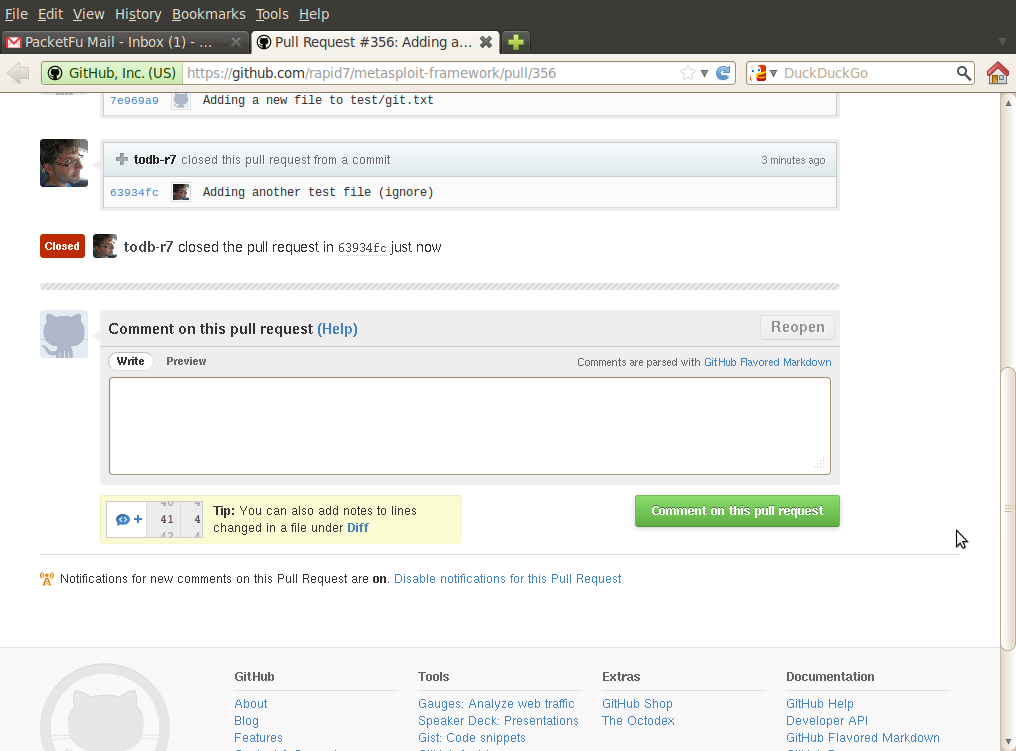 File Edit View History Bookmarks Tools Help
PacketFu Mail - Inbox (1) - ...
Pull Request #356: Adding a...
GitHub, Inc. (US) https://github.com/rapid7/metasploit-framework/pull/356 DuckDuckGo
7e969a9 Adding a new file to test/git.txt
todb-r7 closed this pull request from a commit 3 minutes ago
63934fc Adding another test file (ignore)
Closed todb-r7 closed the pull request in 63934fc just now
Comment on this pull request (Help) Reopen
Write Preview Comments are parsed with GitHub Flavored Markdown
41 4
Tip: You can also add notes to lines
changed in a file under Diff
Comment on this pull request
Notifications for new comments on this Pull Request are on. Disable notifications for this Pull Request
GitHub Tools Extras Documentation
About Gauges: Analyze web traffic GitHub Shop GitHub Help
Blog Speaker Deck: Presentations The Octodex Developer API
Features Gist: Code snippets GitHub Flavored Markdown